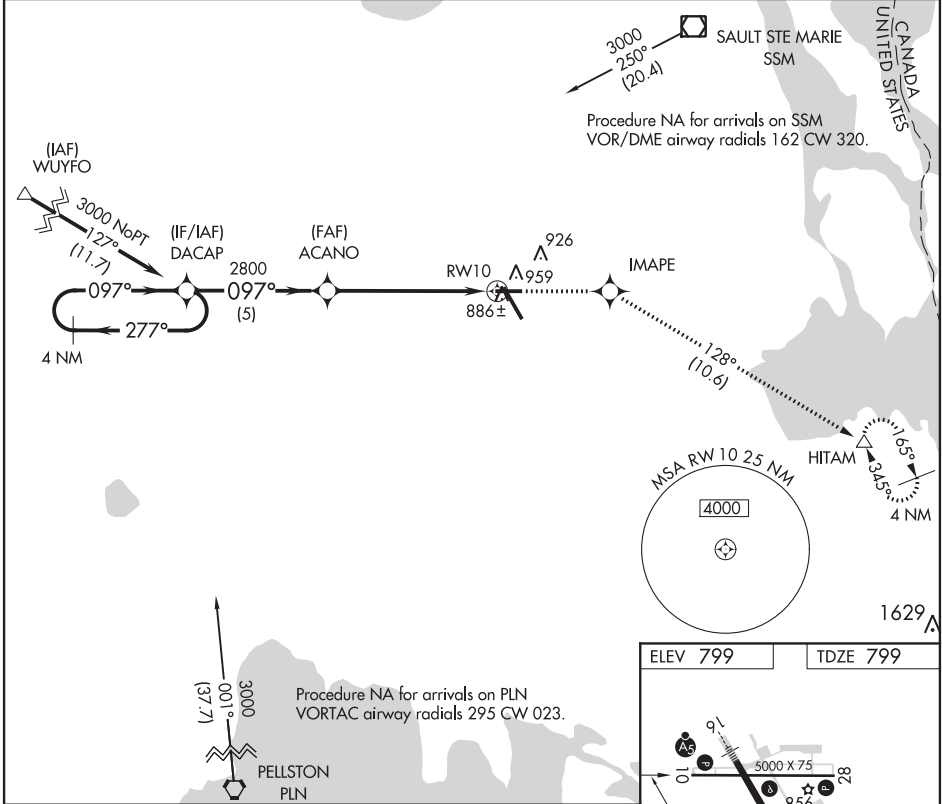 3000
250°
(20.4)
SAULT STE MARIE
SSM
CANADA
UNITED STATES
Procedure NA for arrivals on SSM
VOR/DME airway radials 162 CW 320.
(IAF)
WUYFO
3000 NoPT
127°
(11.7)
(IF/IAF)
DACAP
2800
097°
(5)
(FAF)
ACANO
RW10
926
959
886±
IMAPE
097°
277°
4 NM
128°
(10.6)
HITAM
165°
345°
4 NM
MSA RW 10 25 NM
4000
1629
3000
001°
(37.7)
Procedure NA for arrivals on PLN
VORTAC airway radials 295 CW 023.
PELLSTON
PLN
ELEV 799
TDZE 799
16
A5
P
10
5000 X 75
28
P
P
856